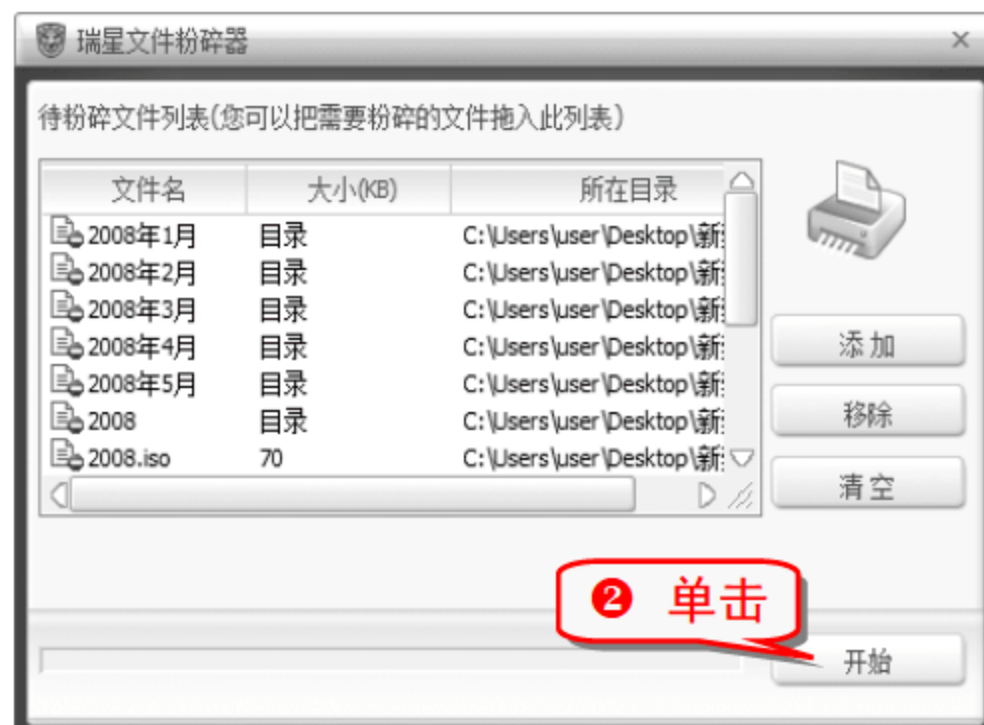 瑞星文件粉碎器
待粉碎文件列表(您可以把需要粉碎的文件拖入此列表)
文件名 大小(KB) 所在目录
2008年1月 目录 C:\Users\user\Desktop\新
2008年2月 目录 C:\Users\user\Desktop\新
2008年3月 目录 C:\Users\user\Desktop\新
2008年4月 目录 C:\Users\user\Desktop\新
2008年5月 目录 C:\Users\user\Desktop\新
2008 目录 C:\Users\user\Desktop\新
2008.iso 70 C:\Users\user\Desktop\新
添加
移除
清空
❷ 单击
开始